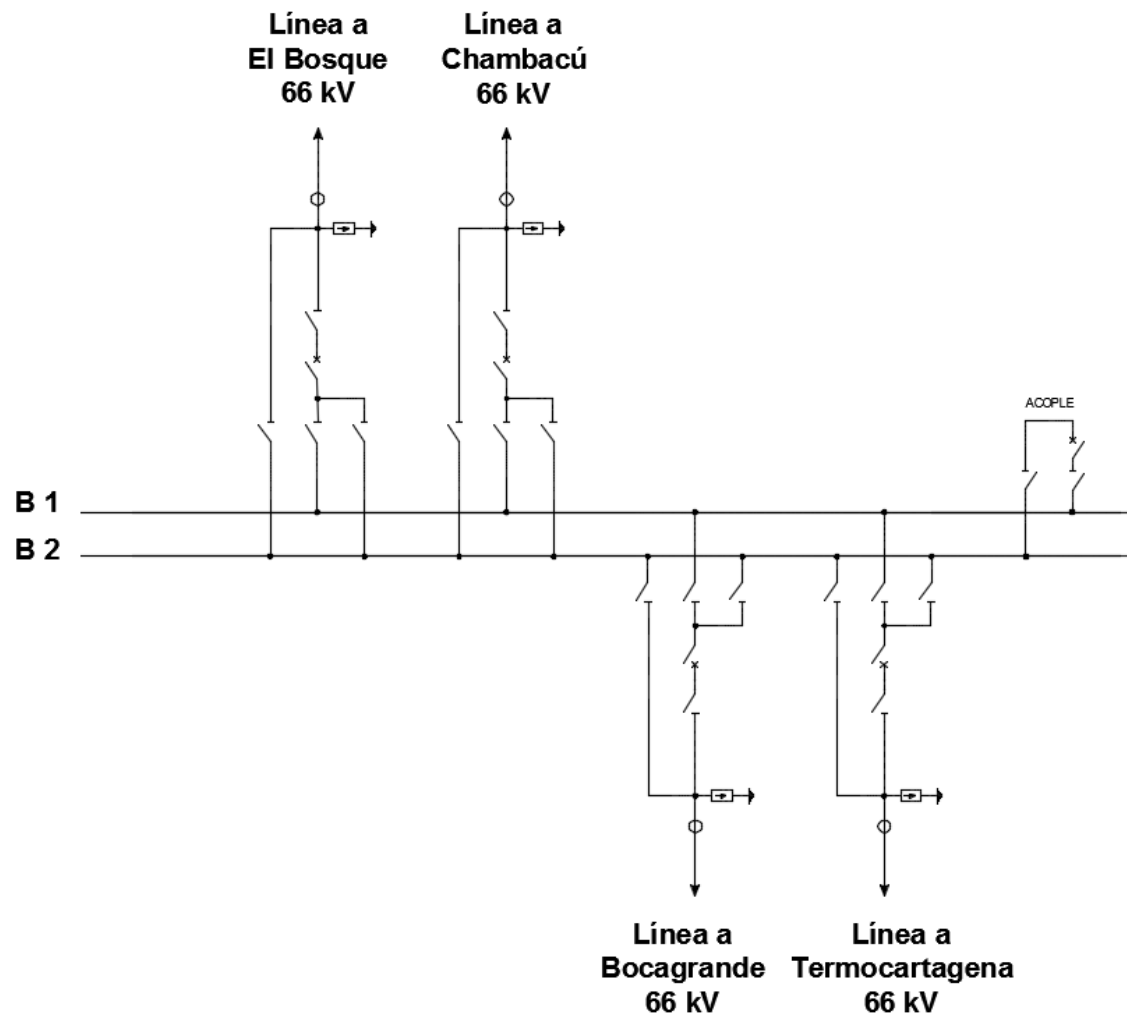 Línea a
El Bosque
66 kV
Línea a
Chambacú
66 kV
ACOPLE
B 1
B 2
Línea a
Bocagrande
66 kV
Línea a
Termocartagena
66 kV